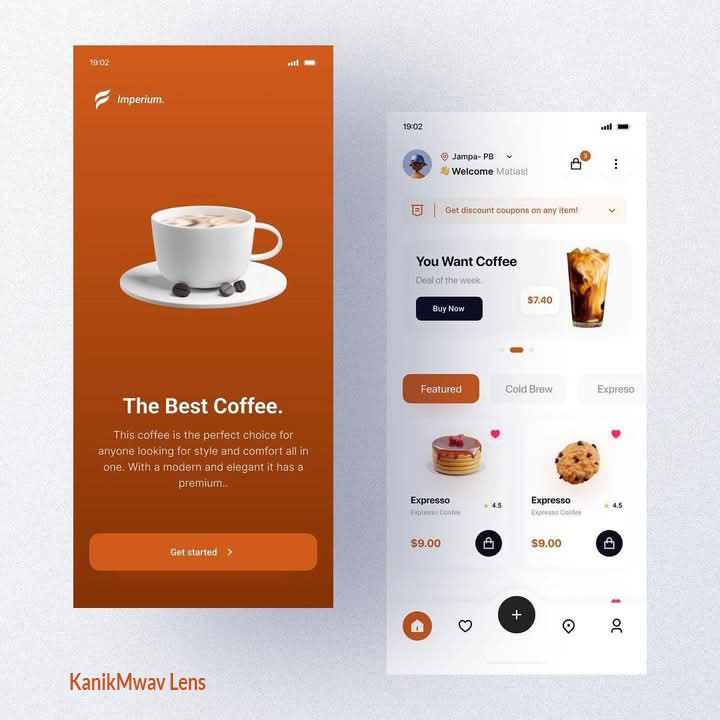 19:02
Imperium.
The Best Coffee.
This coffee is the perfect choice for
anyone looking for style and comfort all in
one. With a modern and elegant it has a
premium..
Get started
19:02
Jampa- PB
3
Welcome Matias!
Get discount coupons on any item!
You Want Coffee
Deal of the week.
Buy Now
$7.40
Featured
Cold Brew
Expreso
Expresso
4.5
Expresso Cootee
$9.00
Expresso
4.5
Expresso Cootee
$9.00
KanikMwav Lens